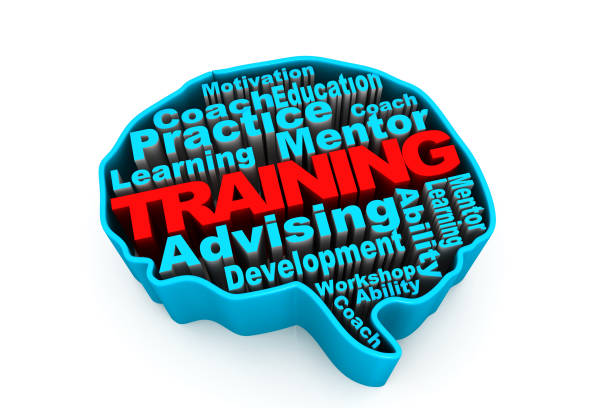 Motivation
Coach Education
Practice Coach
Learning Mentor
TRAINING
Advising
Ability
Learning
Mentor
Development
Workshop
Ability
Coach